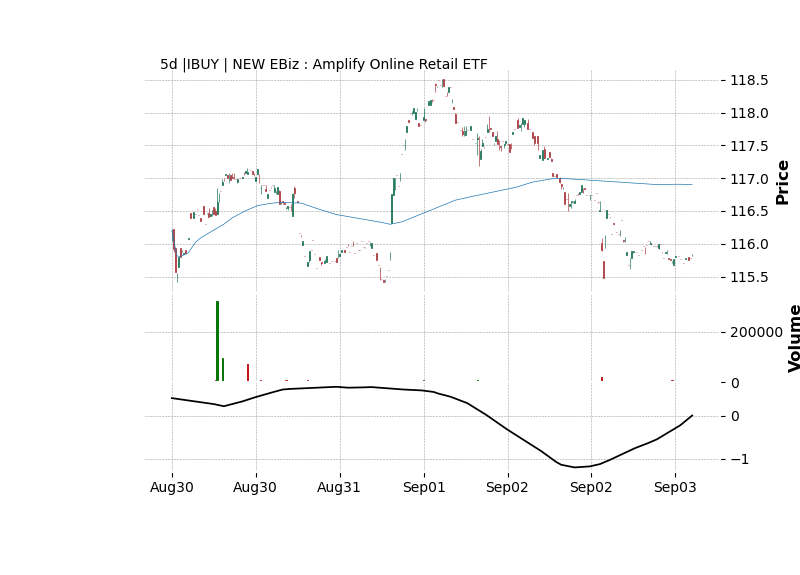 5d |IBUY | NEW EBiz : Amplify Online Retail ETF
118.5
118.0
117.5
117.0
116.5
116.0
115.5
Price
200000
0
Volume
0
−1
Aug30 Aug30 Aug31 Sep01 Sep02 Sep02 Sep03